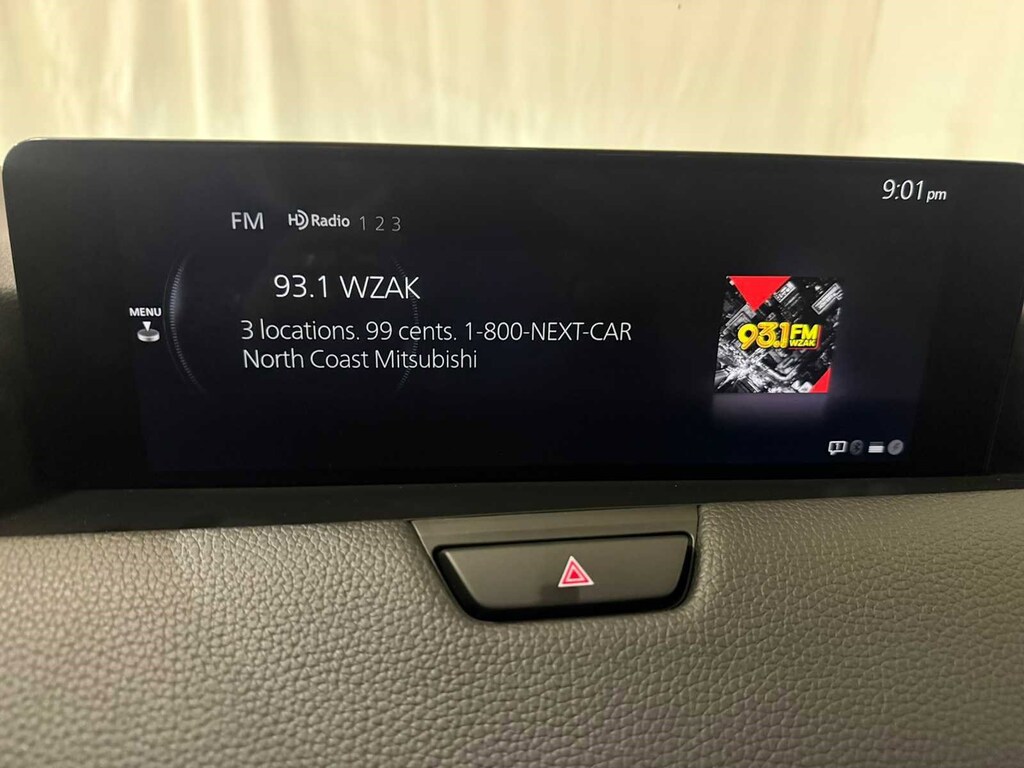 9:01 pm
FM HD Radio 1 2 3
93.1 WZAK
MENU
3 locations. 99 cents. 1-800-NEXT-CAR
North Coast Mitsubishi
93.1 FM
WZAK